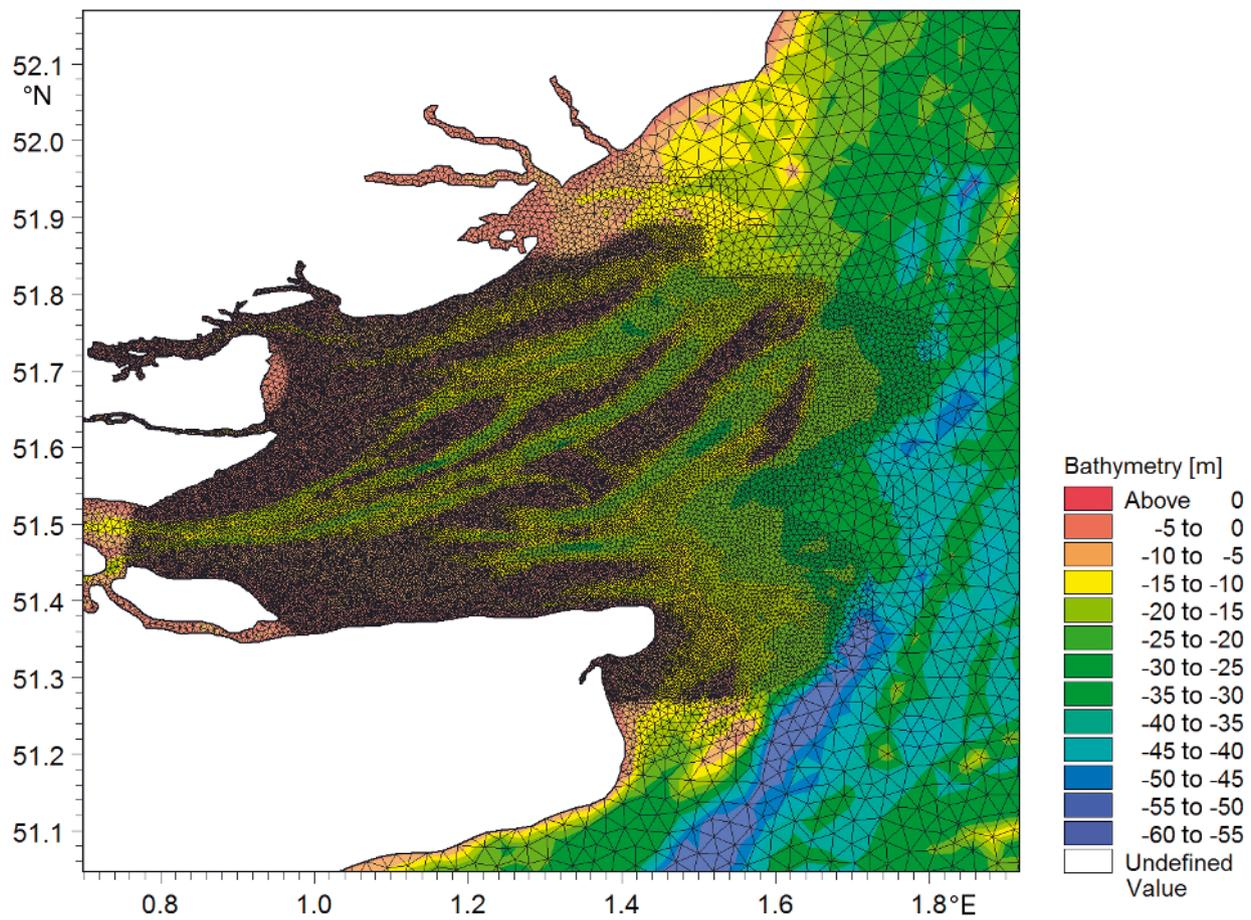 52.1
°N
52.0
51.9
51.8
51.7
51.6
51.5
51.4
51.3
51.2
51.1
0.8
1.0
1.2
1.4
1.6
1.8°E
Bathymetry [m]
Above 0
-5 to 0
-10 to -5
-15 to -10
-20 to -15
-25 to -20
-30 to -25
-35 to -30
-40 to -35
-45 to -40
-50 to -45
-55 to -50
-60 to -55
Undefined
Value